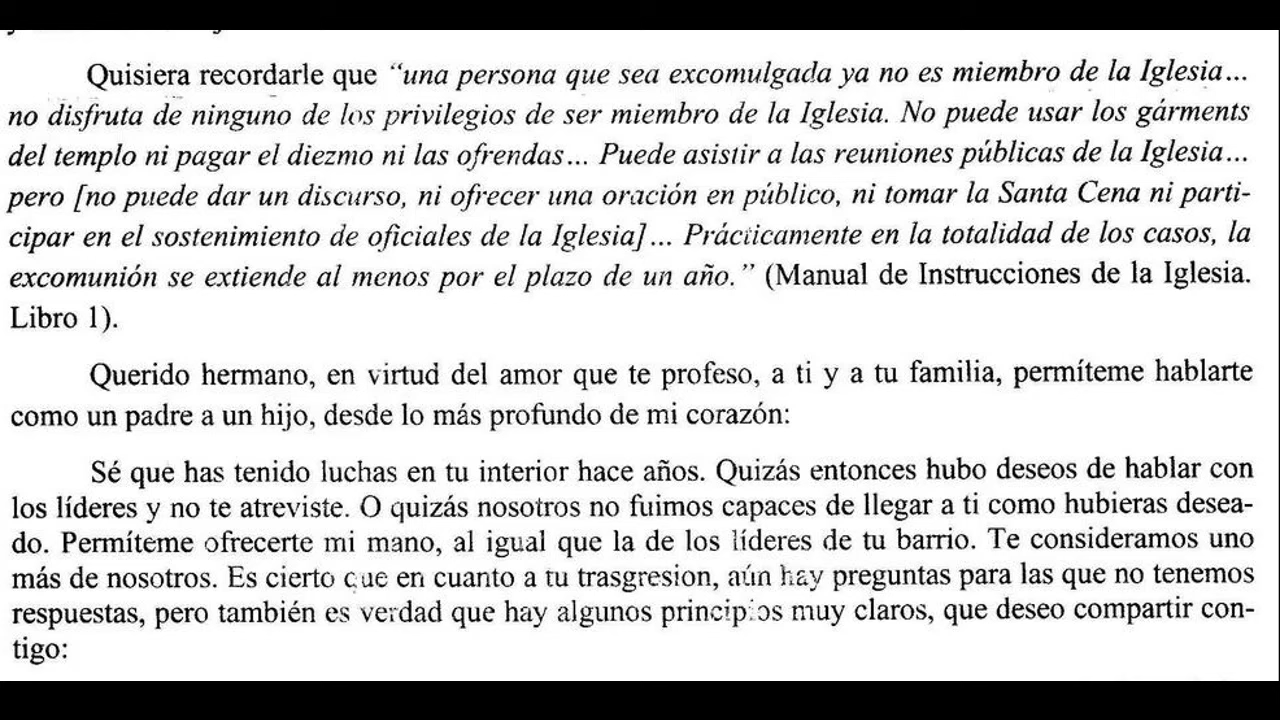 Quisiera recordarle que “una persona que sea excomulgada ya no es miembro de la Iglesia...
no disfruta de ninguno de los privilegios de ser miembro de la Iglesia. No puede usar los gárments
del templo ni pagar el diezmo ni las ofrendas... Puede asistir a las reuniones públicas de la Iglesia...
pero [no puede dar un discurso, ni ofrecer una oración en público, ni tomar la Santa Cena ni parti-
cipar en el sostenimiento de oficiales de la Iglesia]... Prácticamente en la totalidad de los casos, la
excomunión se extiende al menos por el plazo de un año.” (Manual de Instrucciones de la Iglesia.
Libro 1).
Querido hermano, en virtud del amor que te profeso, a ti y a tu familia, permíteme hablarte
como un padre a un hijo, desde lo más profundo de mi corazón:
Sé que has tenido luchas en tu interior hace años. Quizás entonces hubo deseos de hablar con
los líderes y no te atreviste. O quizás nosotros no fuimos capaces de llegar a ti como hubieras desea-
do. Permíteme ofrecerte mi mano, al igual que la de los líderes de tu barrio. Te consideramos uno
más de nosotros. Es cierto que en cuanto a tu trasgresion, aún hay preguntas para las que no tenemos
respuestas, pero también es verdad que hay algunos principios muy claros, que deseo compartir con-
tigo: